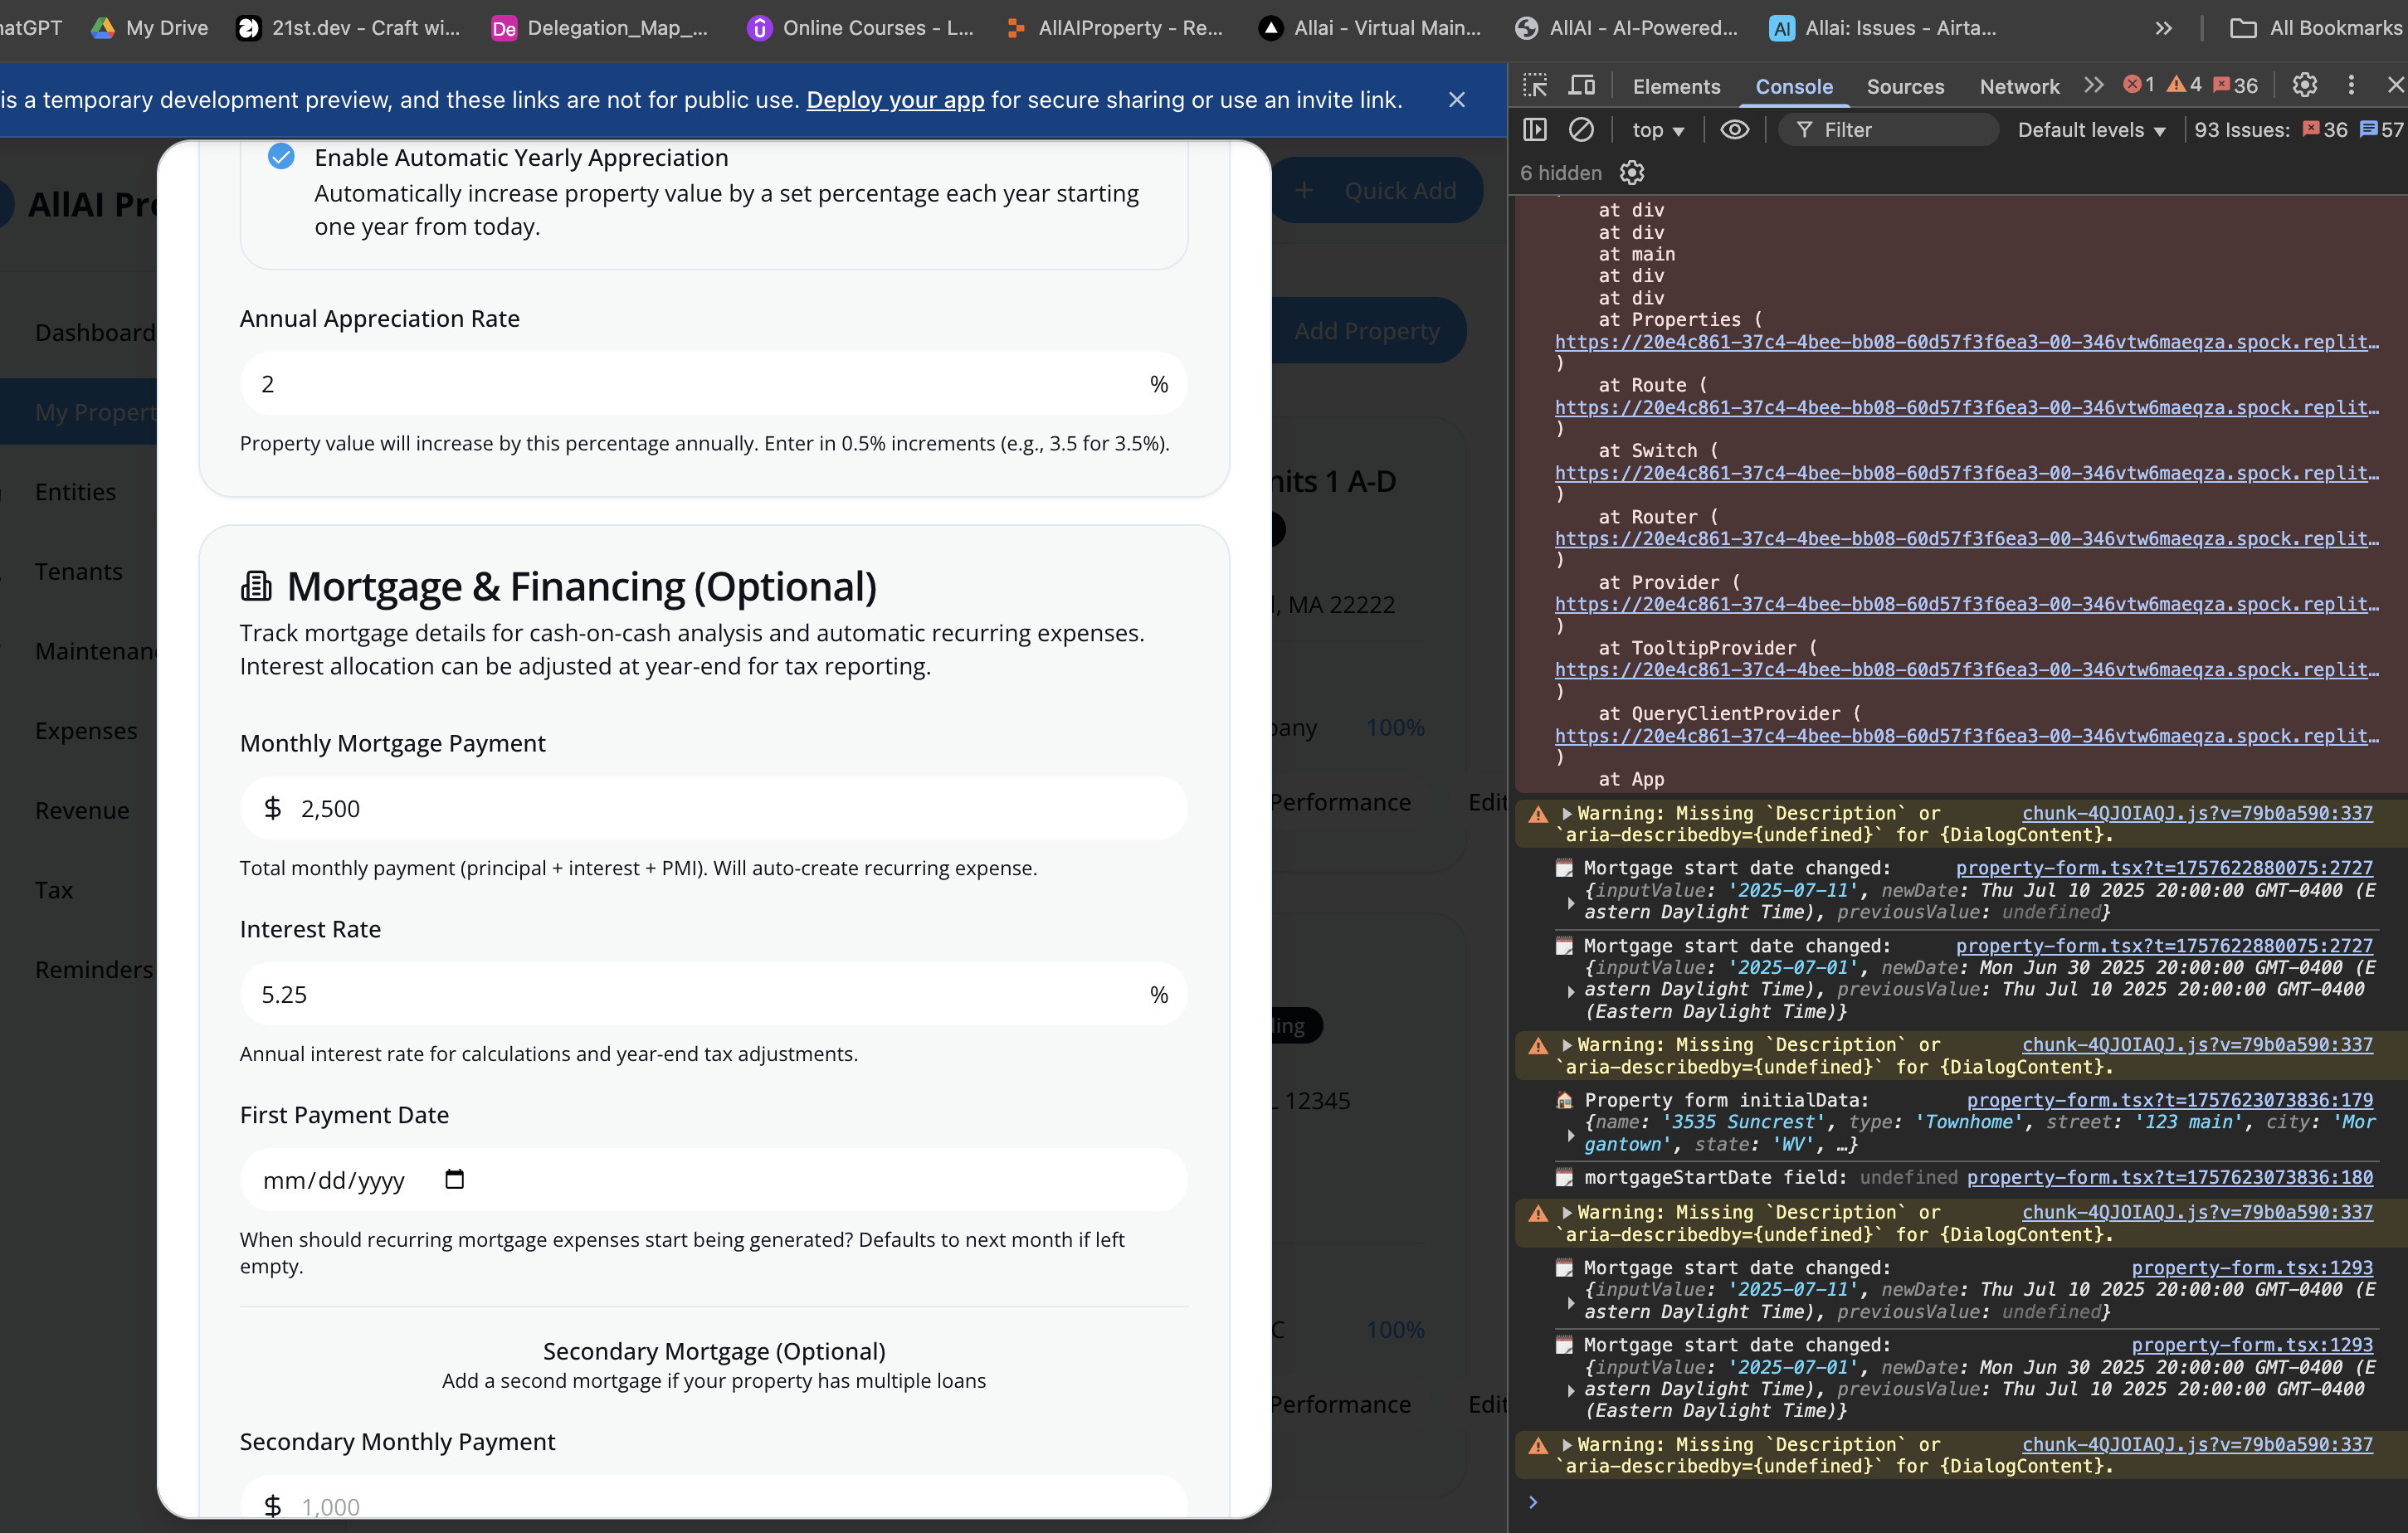 hatGPT
My Drive
21st.dev - Craft wi...
De
Delegation_Map_...
Online Courses - L...
AllAIProperty - Re...
Allai - Virtual Main...
AllAI - AI-Powered...
AI
Allai: Issues - Airta...
»
All Bookmarks
is a temporary development preview, and these links are not for public use. Deploy your app for secure sharing or use an invite link.
AllAI Pro
Dashboard
My Propert
Entities
Tenants
Maintenan
Expenses
Revenue
Tax
Reminders
Enable Automatic Yearly Appreciation
Automatically increase property value by a set percentage each year starting
one year from today.
Annual Appreciation Rate
2 %
Property value will increase by this percentage annually. Enter in 0.5% increments (e.g., 3.5 for 3.5%).
Mortgage & Financing (Optional)
Track mortgage details for cash-on-cash analysis and automatic recurring expenses.
Interest allocation can be adjusted at year-end for tax reporting.
Monthly Mortgage Payment
$ 2,500
Total monthly payment (principal + interest + PMI). Will auto-create recurring expense.
Interest Rate
5.25 %
Annual interest rate for calculations and year-end tax adjustments.
First Payment Date
mm/dd/yyyy
When should recurring mortgage expenses start being generated? Defaults to next month if left
empty.
Secondary Mortgage (Optional)
Add a second mortgage if your property has multiple loans
Secondary Monthly Payment
$ 1,000
+ Quick Add
Add Property
nits 1 A-D
, MA 22222
pany 100%
Performance Edit
ling
12345
C 100%
Performance Edit
Elements Console Sources Network » 1 4 36
top Filter Default levels 93 Issues: 36 57
6 hidden
at div
at div
at main
at div
at div
at Properties (
https://20e4c861-37c4-4bee-bb08-60d57f3f6ea3-00-346vtw6maeqza.spock.replit…
)
at Route (
https://20e4c861-37c4-4bee-bb08-60d57f3f6ea3-00-346vtw6maeqza.spock.replit…
)
at Switch (
https://20e4c861-37c4-4bee-bb08-60d57f3f6ea3-00-346vtw6maeqza.spock.replit…
)
at Router (
https://20e4c861-37c4-4bee-bb08-60d57f3f6ea3-00-346vtw6maeqza.spock.replit…
)
at Provider (
https://20e4c861-37c4-4bee-bb08-60d57f3f6ea3-00-346vtw6maeqza.spock.replit…
)
at TooltipProvider (
https://20e4c861-37c4-4bee-bb08-60d57f3f6ea3-00-346vtw6maeqza.spock.replit…
)
at QueryClientProvider (
https://20e4c861-37c4-4bee-bb08-60d57f3f6ea3-00-346vtw6maeqza.spock.replit…
)
at App
Warning: Missing `Description` or chunk-4QJOIAQJ.js?v=79b0a590:337
`aria-describedby={undefined}` for {DialogContent}.
Mortgage start date changed: property-form.tsx?t=1757622880075:2727
{inputValue: '2025-07-11', newDate: Thu Jul 10 2025 20:00:00 GMT-0400 (E
astern Daylight Time), previousValue: undefined}
Mortgage start date changed: property-form.tsx?t=1757622880075:2727
{inputValue: '2025-07-01', newDate: Mon Jun 30 2025 20:00:00 GMT-0400 (E
astern Daylight Time), previousValue: Thu Jul 10 2025 20:00:00 GMT-0400
(Eastern Daylight Time)}
Warning: Missing `Description` or chunk-4QJOIAQJ.js?v=79b0a590:337
`aria-describedby={undefined}` for {DialogContent}.
Property form initialData: property-form.tsx?t=1757623073836:179
{name: '3535 Suncrest', type: 'Townhome', street: '123 main', city: 'Mor
gantown', state: 'WV', …}
mortgageStartDate field: undefined property-form.tsx?t=1757623073836:180
Warning: Missing `Description` or chunk-4QJOIAQJ.js?v=79b0a590:337
`aria-describedby={undefined}` for {DialogContent}.
Mortgage start date changed: property-form.tsx:1293
{inputValue: '2025-07-11', newDate: Thu Jul 10 2025 20:00:00 GMT-0400 (E
astern Daylight Time), previousValue: undefined}
Mortgage start date changed: property-form.tsx:1293
{inputValue: '2025-07-01', newDate: Mon Jun 30 2025 20:00:00 GMT-0400 (E
astern Daylight Time), previousValue: Thu Jul 10 2025 20:00:00 GMT-0400
(Eastern Daylight Time)}
Warning: Missing `Description` or chunk-4QJOIAQJ.js?v=79b0a590:337
`aria-describedby={undefined}` for {DialogContent}.